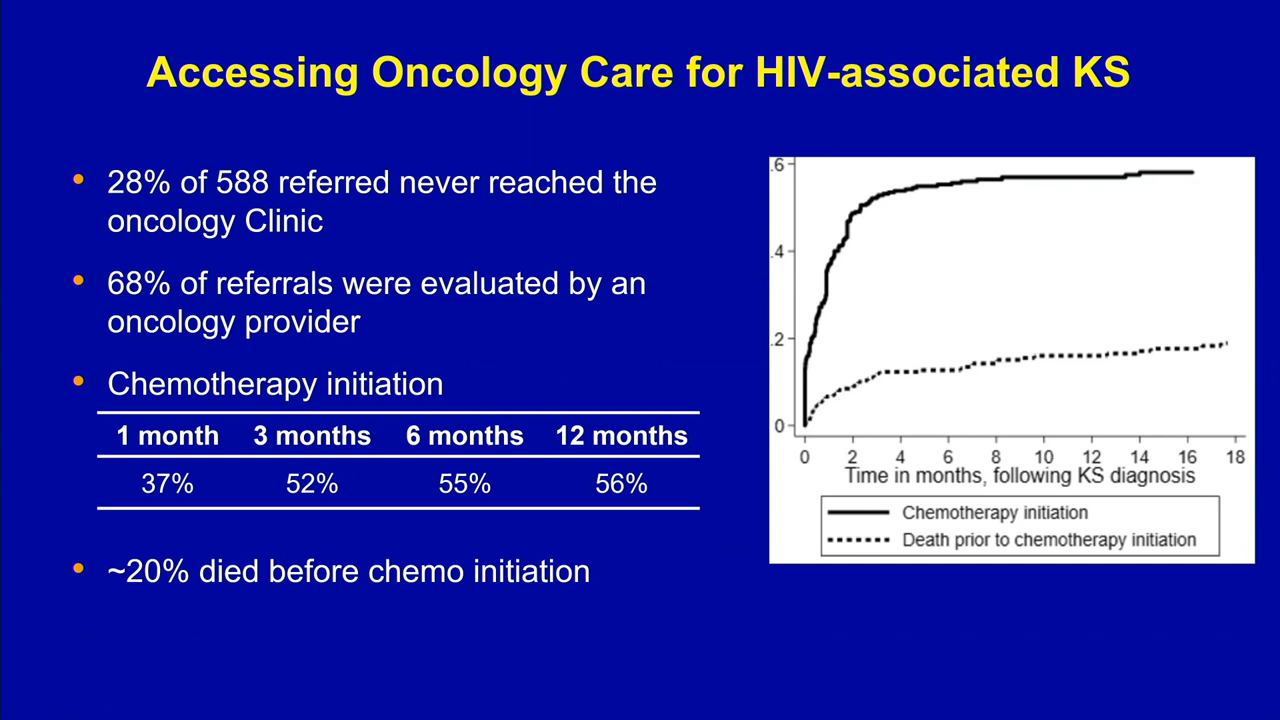 Accessing Oncology Care for HIV-associated KS
• 28% of 588 referred never reached the
oncology Clinic
• 68% of referrals were evaluated by an
oncology provider
• Chemotherapy initiation
1 month 3 months 6 months 12 months
37% 52% 55% 56%
• ~20% died before chemo initiation
.6
.4
.2
0
0 2 4 6 8 10 12 14 16 18
Time in months, following KS diagnosis
Chemotherapy initiation
Death prior to chemotherapy initiation